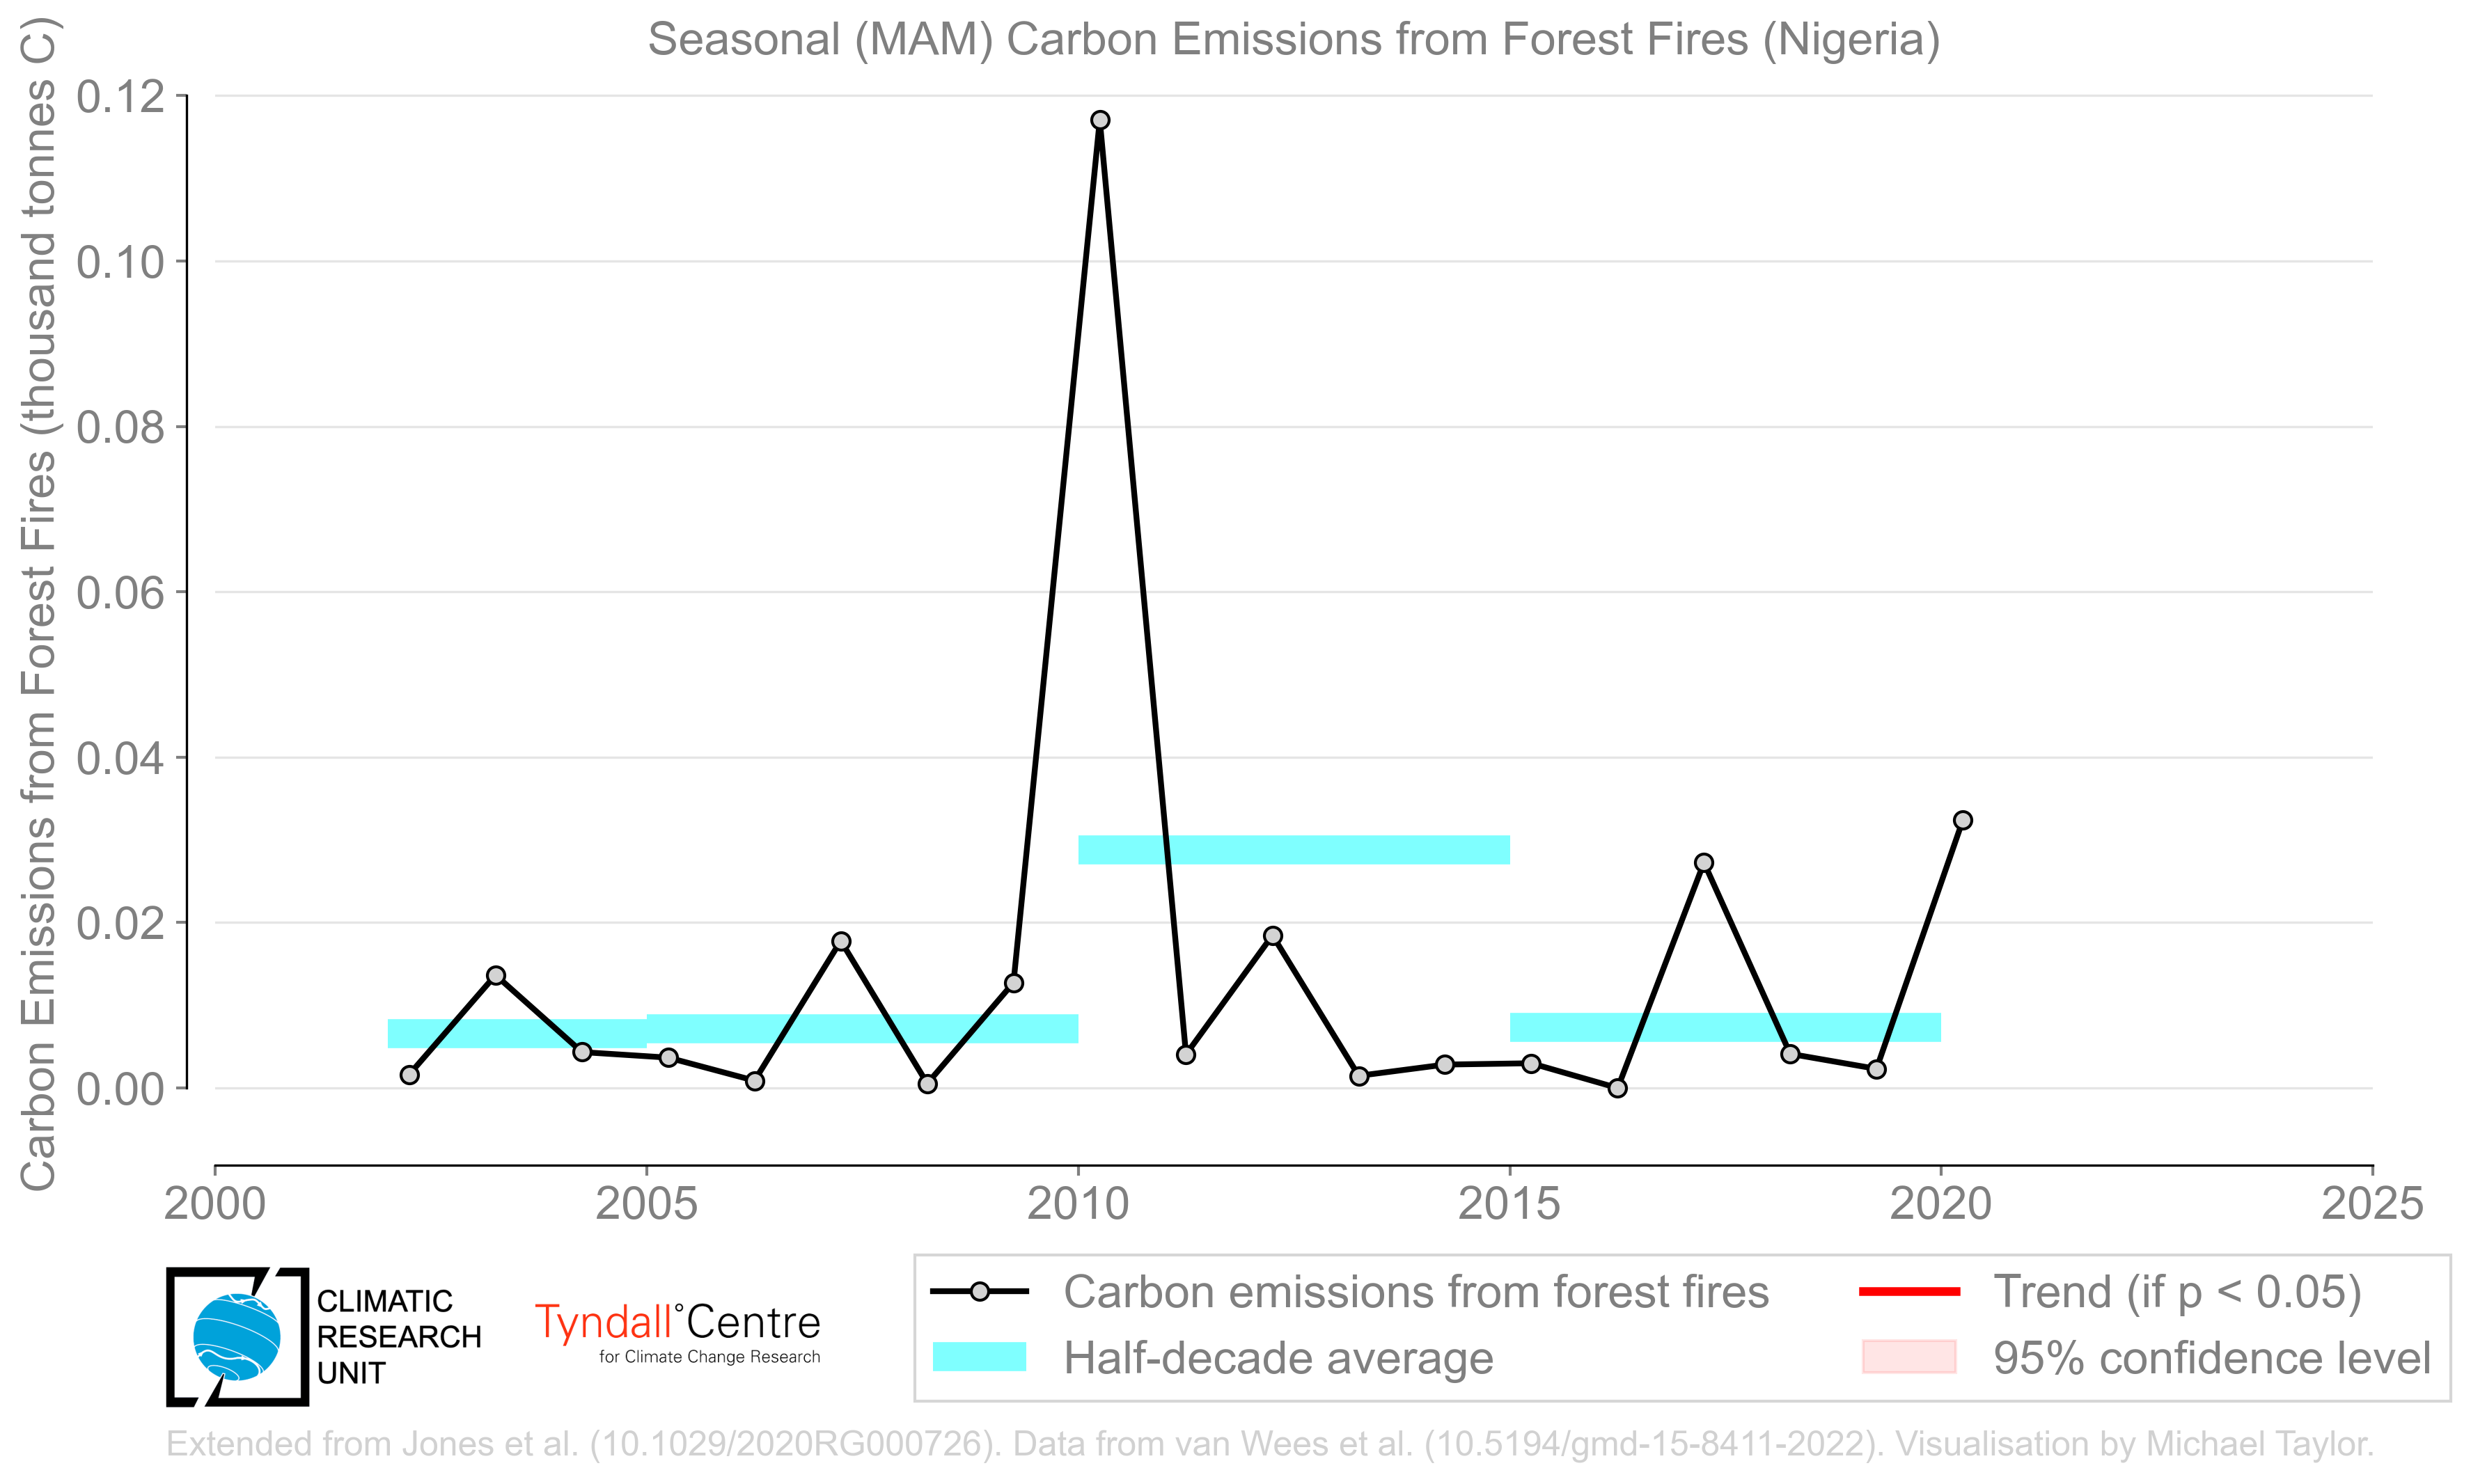 Seasonal (MAM) Carbon Emissions from Forest Fires (Nigeria)
Carbon Emissions from Forest Fires (thousand tonnes C)
0.12
0.10
0.08
0.06
0.04
0.02
0.00
2000 2005 2010 2015 2020 2025
CLIMATIC
RESEARCH
UNIT
Tyndall°Centre
for Climate Change Research
Carbon emissions from forest fires
Half-decade average
Trend (if p < 0.05)
95% confidence level
Extended from Jones et al. (10.1029/2020RG000726). Data from van Wees et al. (10.5194/gmd-15-8411-2022). Visualisation by Michael Taylor.